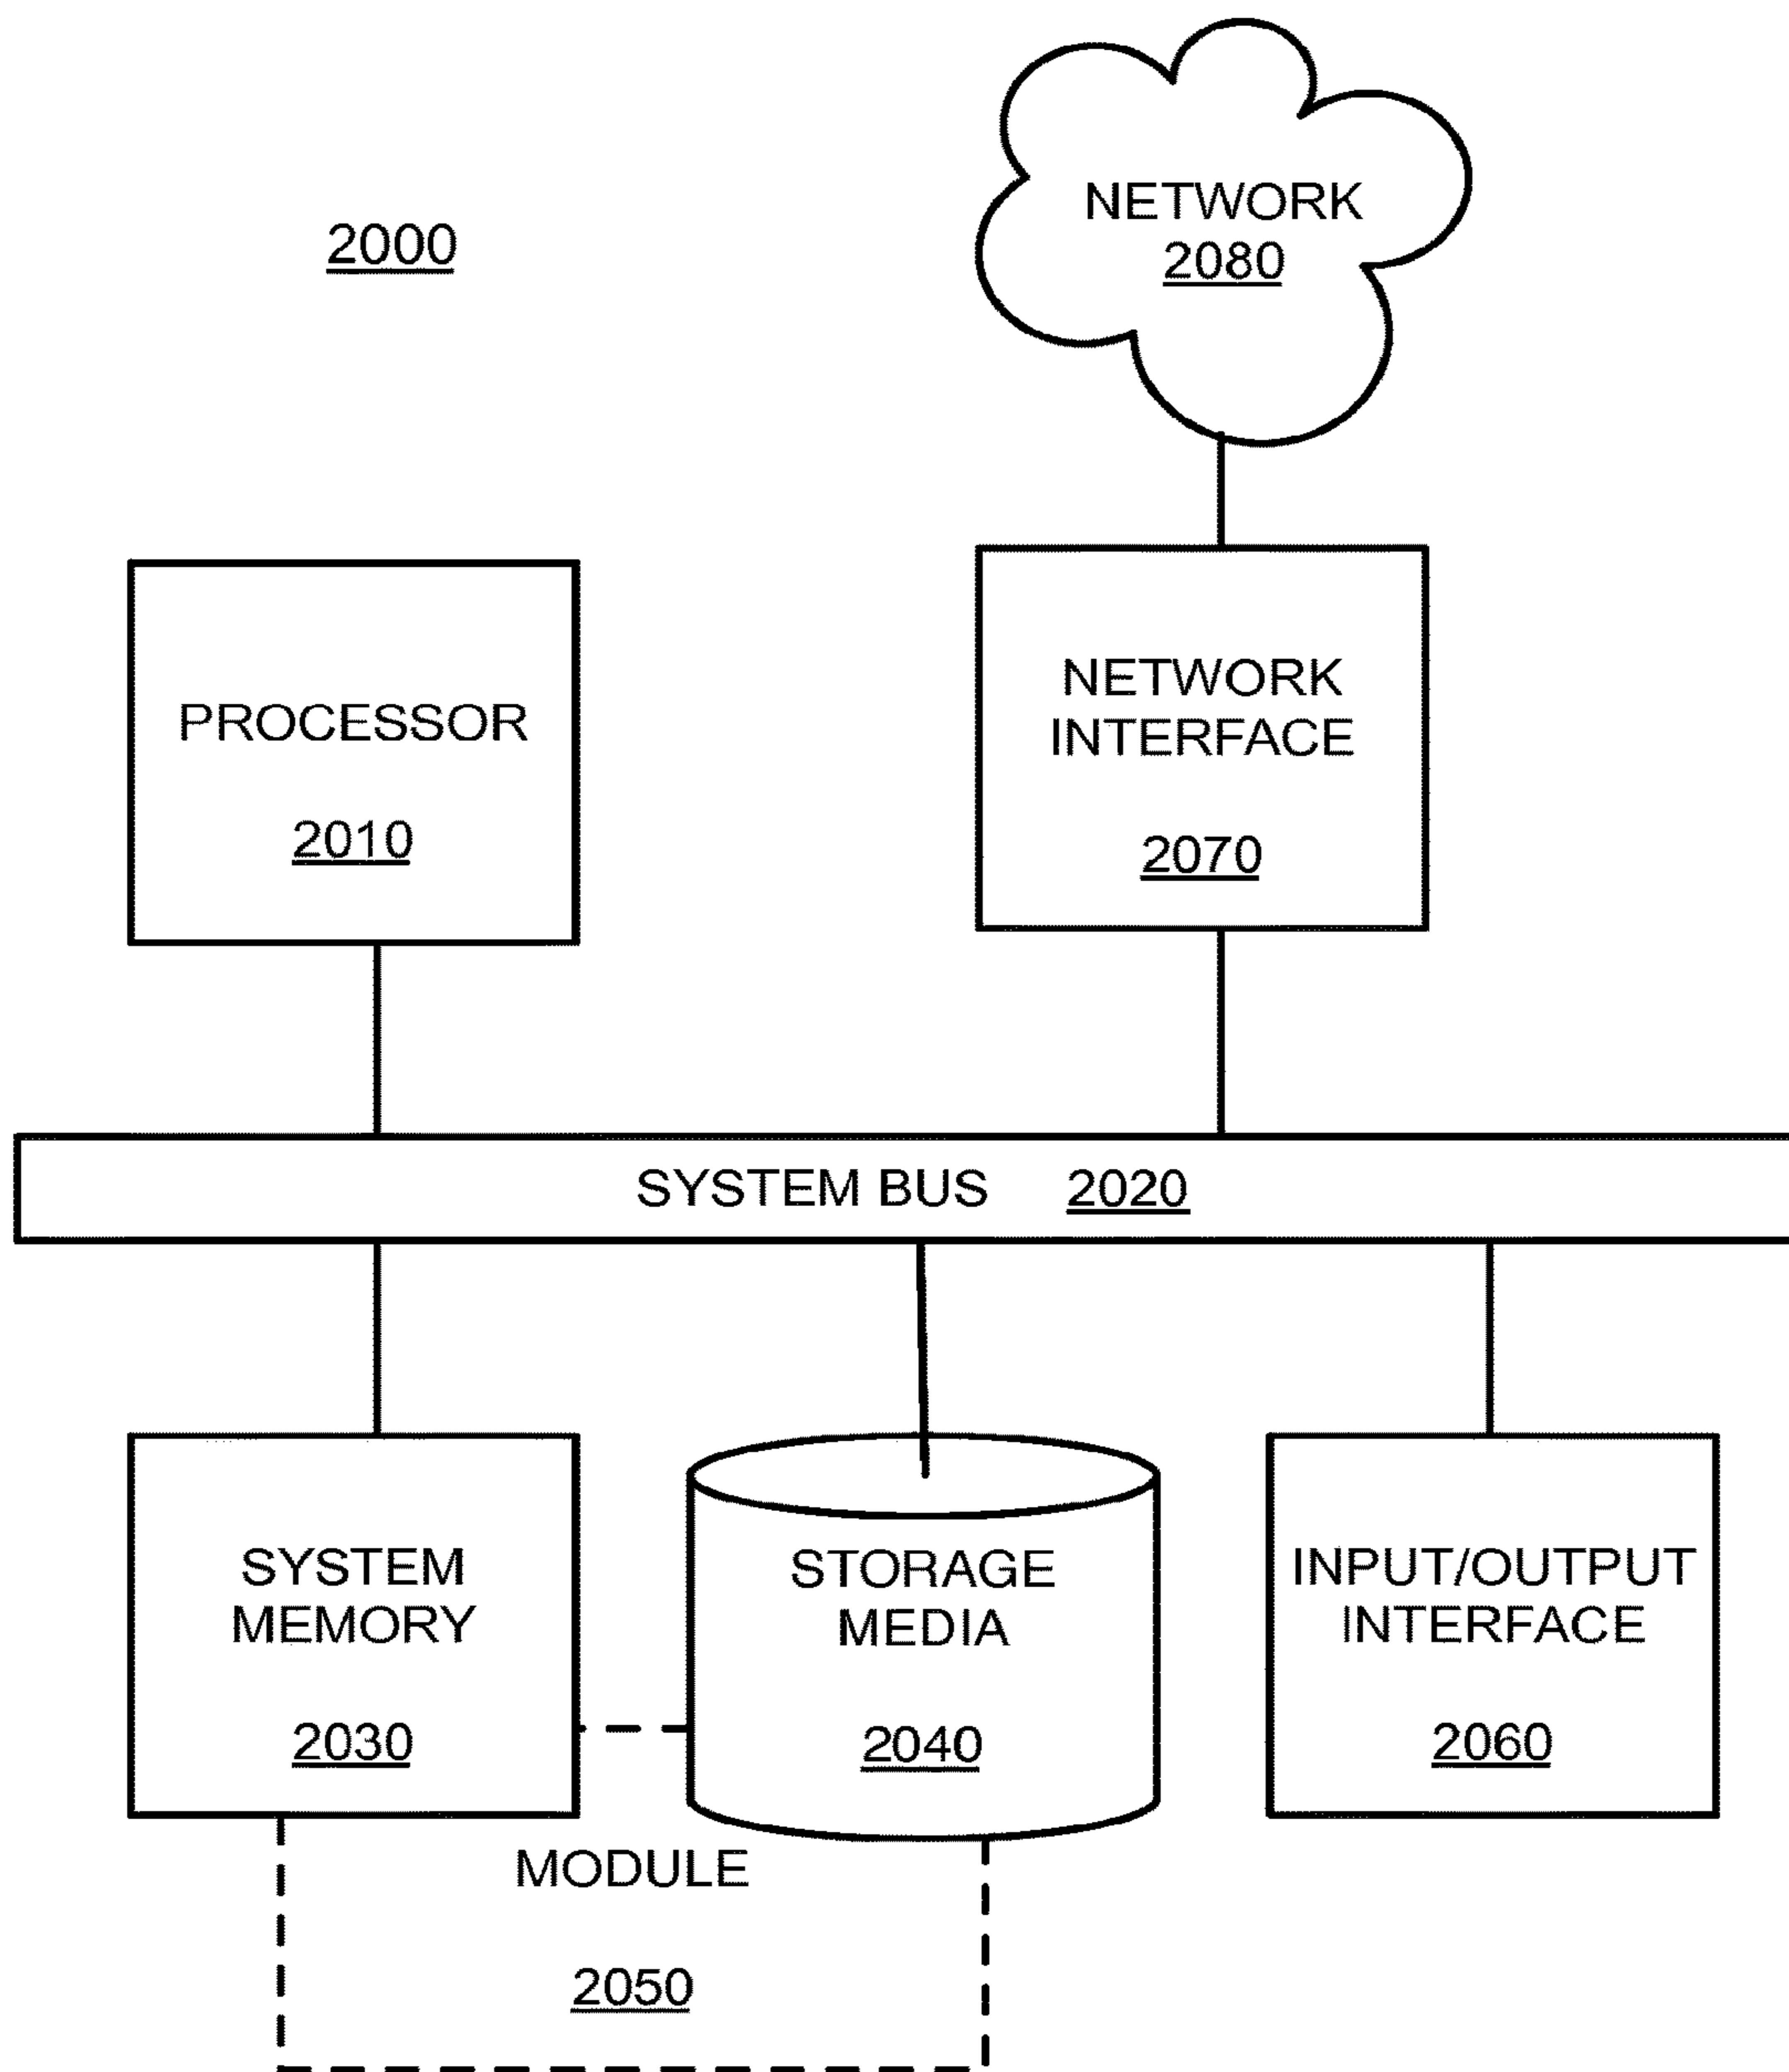 2000
NETWORK
2080
PROCESSOR
2010
NETWORK
INTERFACE
2070
SYSTEM BUS 2020
SYSTEM
MEMORY
2030
STORAGE
MEDIA
2040
INPUT/OUTPUT
INTERFACE
2060
MODULE
2050